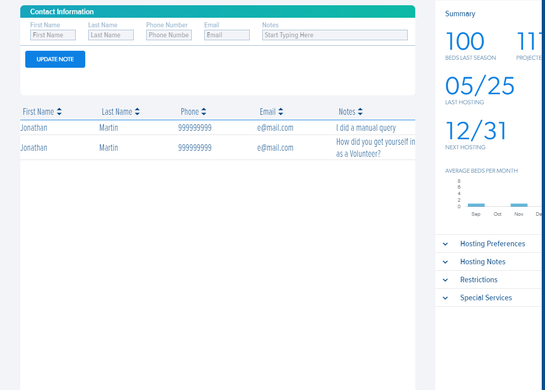 Contact Information
First Name Last Name Phone Number Email Notes
First Name Last Name Phone Numbe Email Start Typing Here
UPDATE NOTE
First Name Last Name Phone Email Notes
Jonathan Martin 999999999 e@mail.com I did a manual query
Jonathan Martin 999999999 e@mail.com How did you get yourself in
as a Volunteer?
Summary
100 11
BEDS LAST SEASON PROJECTE
05/25
LAST HOSTING
12/31
NEXT HOSTING
AVERAGE BEDS PER MONTH
8
6
4
2
0
Sep Oct Nov De
Hosting Preferences
Hosting Notes
Restrictions
Special Services